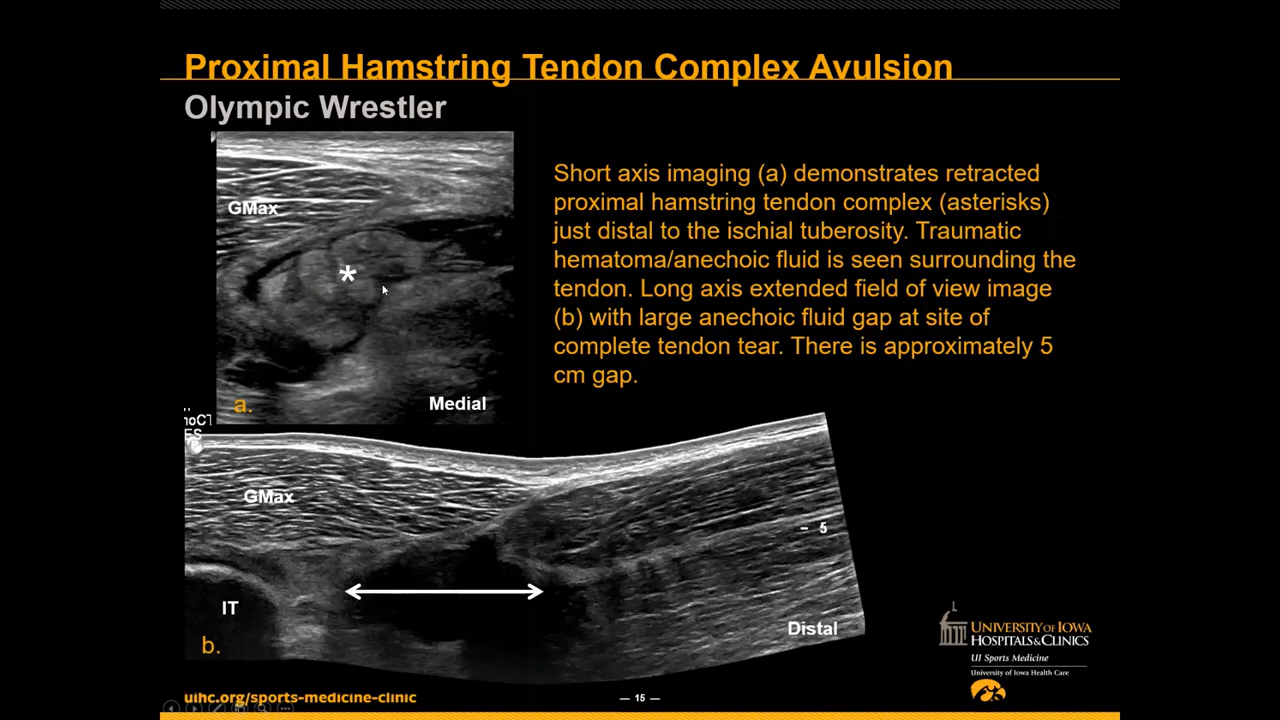 Proximal Hamstring Tendon Complex Avulsion
Olympic Wrestler
GMax
*
a.
Medial
Short axis imaging (a) demonstrates retracted
proximal hamstring tendon complex (asterisks)
just distal to the ischial tuberosity. Traumatic
hematoma/anechoic fluid is seen surrounding the
tendon. Long axis extended field of view image
(b) with large anechoic fluid gap at site of
complete tendon tear. There is approximately 5
cm gap.
GMax
IT
b.
5
Distal
UNIVERSITY OF IOWA
HOSPITALS & CLINICS
UI Sports Medicine
University of Iowa Health Care
uihc.org/sports-medicine-clinic
— 15 —